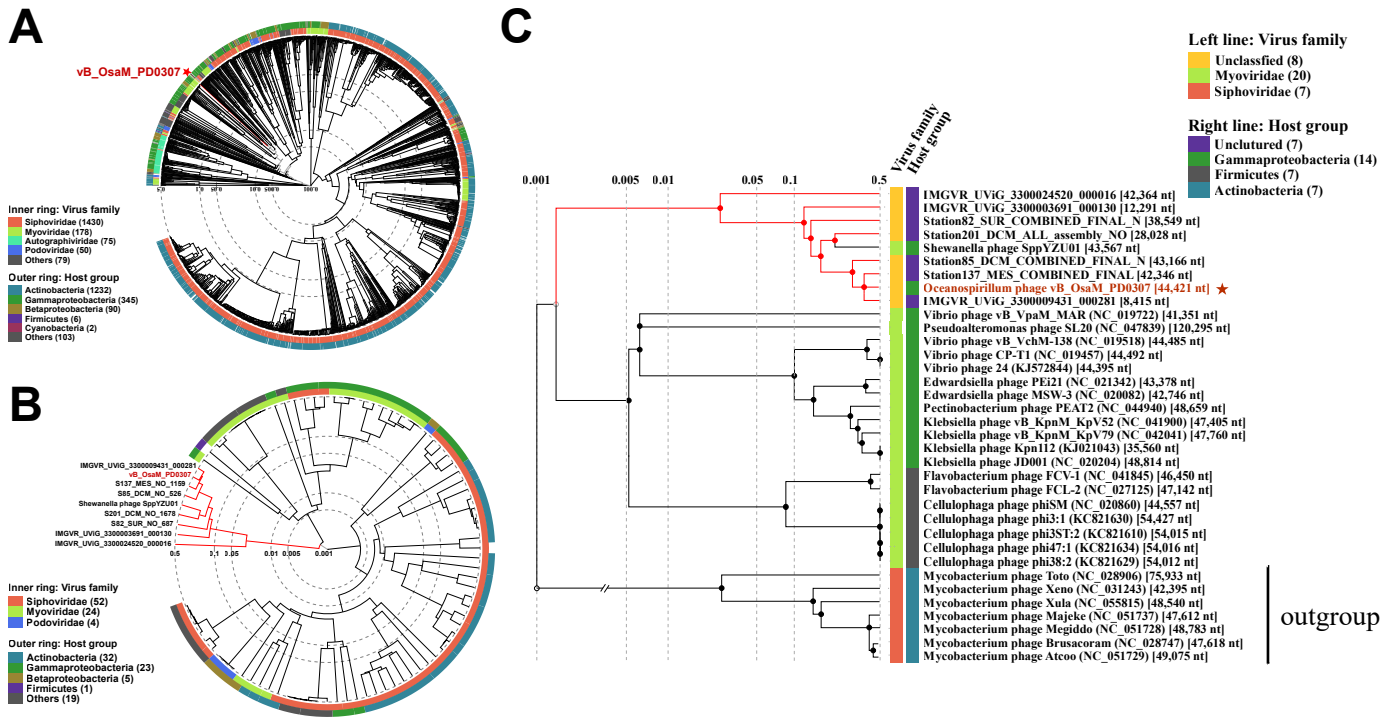 A
vB_OsaM_PD0307
Inner ring: Virus family
Siphoviridae (1430)
Myoviridae (178)
Autographiviridae (75)
Podoviridae (50)
Others (79)
Outer ring: Host group
Actinobacteria (1232)
Gammaproteobacteria (345)
Betaproteobacteria (90)
Firmicutes (6)
Cyanobacteria (2)
Others (103)
B
IMGVR_UViG_3300009431_000281
vB_OsaM_PD0307
S137_MES_NO_1159
S85_DCM_NO_526
Shewanella phage SppYZU01
S201_DCM_NO_1678
S82_SUR_NO_687
IMGVR_UViG_3300003691_000130
IMGVR_UViG_3300024520_000016
0.01 0.005 0.001
Inner ring: Virus family
Siphoviridae (52)
Myoviridae (24)
Podoviridae (4)
Outer ring: Host group
Actinobacteria (32)
Gammaproteobacteria (23)
Betaproteobacteria (5)
Firmicutes (1)
Others (19)
C
Left line: Virus family
Unclassfied (8)
Myoviridae (20)
Siphoviridae (7)
Right line: Host group
Unclutured (7)
Gammaproteobacteria (14)
Firmicutes (7)
Actinobacteria (7)
Virus family
Host group
0.001 0.005 0.01 0.05 0.1 0.5
IMGVR_UViG_3300024520_000016 [42,364 nt]
IMGVR_UViG_3300003691_000130 [12,291 nt]
Station82_SUR_COMBINED_FINAL_N [38,549 nt]
Station201_DCM_ALL_assembly_NO [28,028 nt]
Shewanella phage SppYZU01 [43,567 nt]
Station85_DCM_COMBINED_FINAL_N [43,166 nt]
Station137_MES_COMBINED_FINAL [42,346 nt]
Oceanospirillum phage vB_OsaM_PD0307 [44,421 nt]
IMGVR_UViG_3300009431_000281 [8,415 nt]
Vibrio phage vB_VpaM_MAR (NC_019722) [41,351 nt]
Pseudoalteromonas phage SL20 (NC_047839) [120,295 nt]
Vibrio phage vB_VchM-138 (NC_019518) [44,485 nt]
Vibrio phage CP-T1 (NC_019457) [44,492 nt]
Vibrio phage 24 (KJ572844) [44,395 nt]
Edwardsiella phage PEi21 (NC_021342) [43,378 nt]
Edwardsiella phage MSW-3 (NC_020082) [42,746 nt]
Pectinobacterium phage PEAT2 (NC_044940) [48,659 nt]
Klebsiella phage vB_KpnM_KpV52 (NC_041900) [47,405 nt]
Klebsiella phage vB_KpnM_KpV79 (NC_042041) [47,760 nt]
Klebsiella phage Kpn112 (KJ021043) [35,560 nt]
Klebsiella phage JD001 (NC_020204) [48,814 nt]
Flavobacterium phage FCV-1 (NC_041845) [46,450 nt]
Flavobacterium phage FCL-2 (NC_027125) [47,142 nt]
Cellulophaga phage phiSM (NC_020860) [44,557 nt]
Cellulophaga phage phi3:1 (KC821630) [54,427 nt]
Cellulophaga phage phi3ST:2 (KC821610) [54,015 nt]
Cellulophaga phage phi47:1 (KC821634) [54,016 nt]
Cellulophaga phage phi38:2 (KC821629) [54,012 nt]
Mycobacterium phage Toto (NC_028906) [75,933 nt]
Mycobacterium phage Xeno (NC_031243) [42,395 nt]
Mycobacterium phage Xula (NC_055815) [48,540 nt]
Mycobacterium phage Majeke (NC_051737) [47,612 nt]
Mycobacterium phage Megiddo (NC_051728) [48,783 nt]
Mycobacterium phage Brusacoram (NC_028747) [47,618 nt]
Mycobacterium phage Atcoo (NC_051729) [49,075 nt]
outgroup